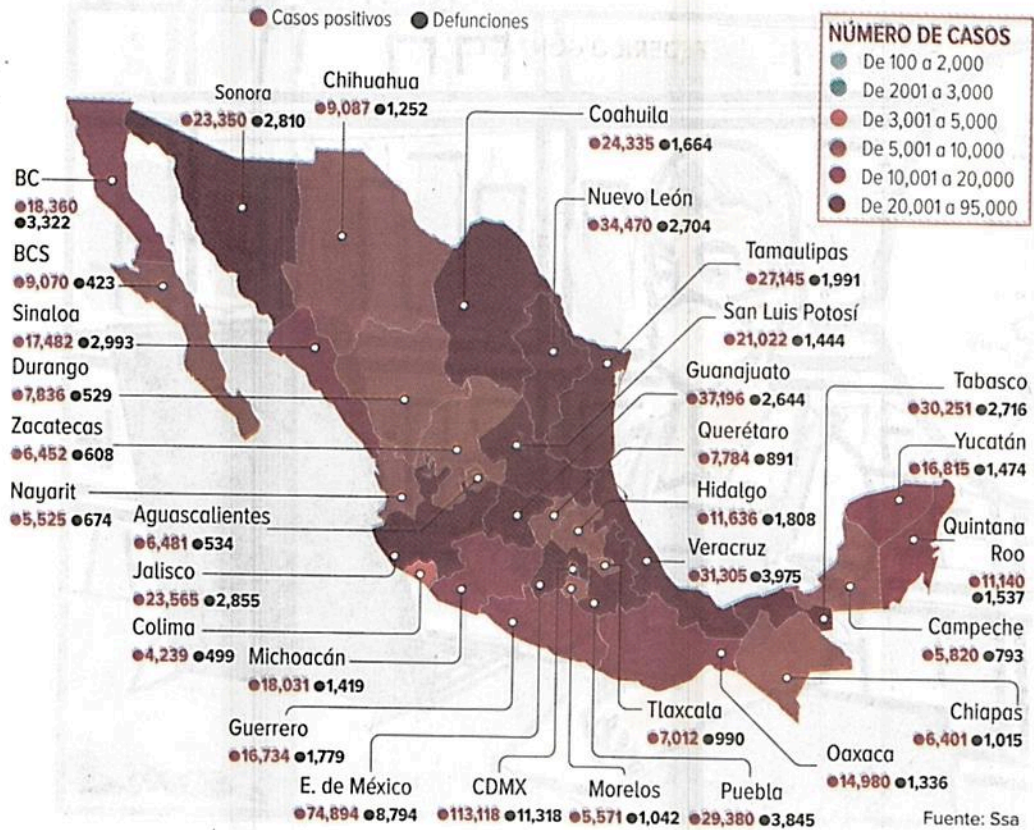 Casos positivos Defunciones
NÚMERO DE CASOS
De 100 a 2,000
De 2001 a 3,000
De 3,001 a 5,000
De 5,001 a 10,000
De 10,001 a 20,000
De 20,001 a 95,000
Sonora
23,350 2,810
Chihuahua
9,087 1,252
Coahuila
24,335 1,664
Nuevo León
34,470 2,704
Tamaulipas
27,145 1,991
San Luis Potosí
21,022 1,444
Guanajuato
37,196 2,644
Querétaro
7,784 891
Hidalgo
11,636 1,808
Veracruz
31,305 3,975
Tabasco
30,251 2,716
Yucatán
16,815 1,474
Quintana
Roo
11,140
1,537
Campeche
5,820 793
Chiapas
6,401 1,015
Oaxaca
14,980 1,336
BC
18,360
3,322
BCS
9,070 423
Sinaloa
17,482 2,993
Durango
7,836 529
Zacatecas
6,452 608
Nayarit
5,525 674
Aguascalientes
6,481 534
Jalisco
23,565 2,855
Colima
4,239 499
Michoacán
18,031 1,419
Guerrero
16,734 1,779
E. de México
74,894 8,794
CDMX
113,118 11,318
Morelos
5,571 1,042
Tlaxcala
7,012 990
Puebla
29,380 3,845
Fuente: Ssa